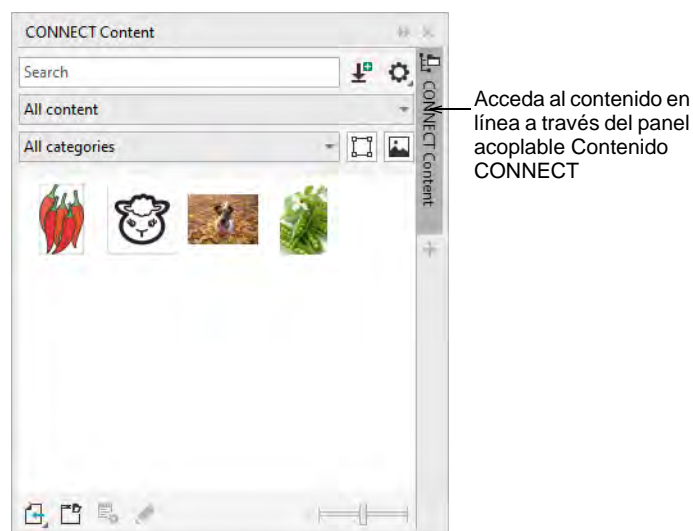 CONNECT Content
Search
All content
All categories
CONNECT Content
Acceda al contenido en
línea a través del panel
acoplable Contenido
CONNECT